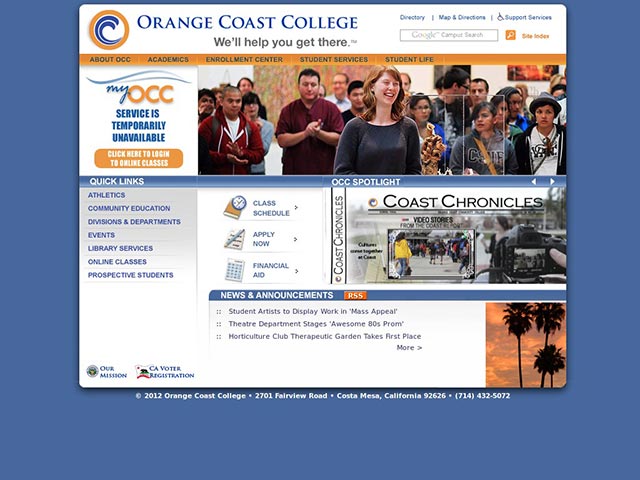 ORANGE COAST COLLEGE
We'll help you get there.™
Directory | Map & Directions | Support Services
Google™ Campus Search
Site Index
ABOUT OCC ACADEMICS ENROLLMENT CENTER STUDENT SERVICES STUDENT LIFE
myOCC
SERVICE IS
TEMPORARILY
UNAVAILABLE
CLICK HERE TO LOGIN
TO ONLINE CLASSES
QUICK LINKS
ATHLETICS
COMMUNITY EDUCATION
DIVISIONS & DEPARTMENTS
EVENTS
LIBRARY SERVICES
ONLINE CLASSES
PROSPECTIVE STUDENTS
OUR
MISSION
CA VOTER
REGISTRATION
CLASS
SCHEDULE >
APPLY
NOW >
FINANCIAL
AID >
OCC SPOTLIGHT
COAST CHRONICLES
COAST CHRONICLES
VIDEO STORIES
FROM THE COAST REPORT
Cultures
come together
at Coast
NEWS & ANNOUNCEMENTS RSS
:: Student Artists to Display Work in 'Mass Appeal'
:: Theatre Department Stages 'Awesome 80s Prom'
:: Horticulture Club Therapeutic Garden Takes First Place
More >
© 2012 Orange Coast College • 2701 Fairview Road • Costa Mesa, California 92626 • (714) 432-5072